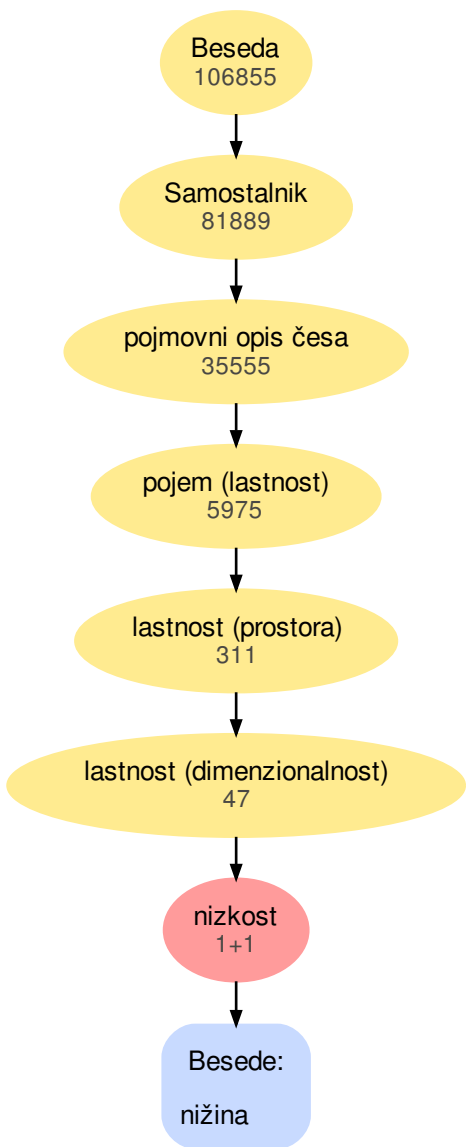 Beseda
106855
Samostalnik
81889
pojmovni opis česa
35555
pojem (lastnost)
5975
lastnost (prostora)
311
lastnost (dimenzionalnost)
47
nizkost
1+1
Besede:
nižina